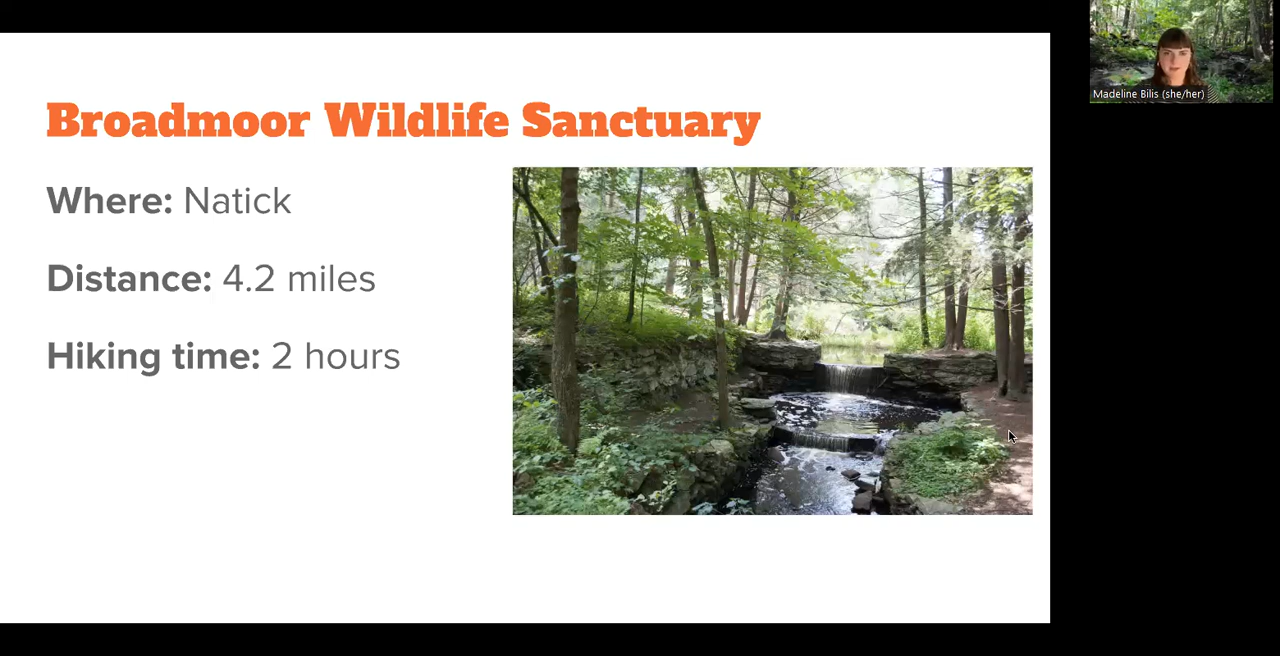 Broadmoor Wildlife Sanctuary
Where: Natick
Distance: 4.2 miles
Hiking time: 2 hours
Madeline Bilis (she/her)